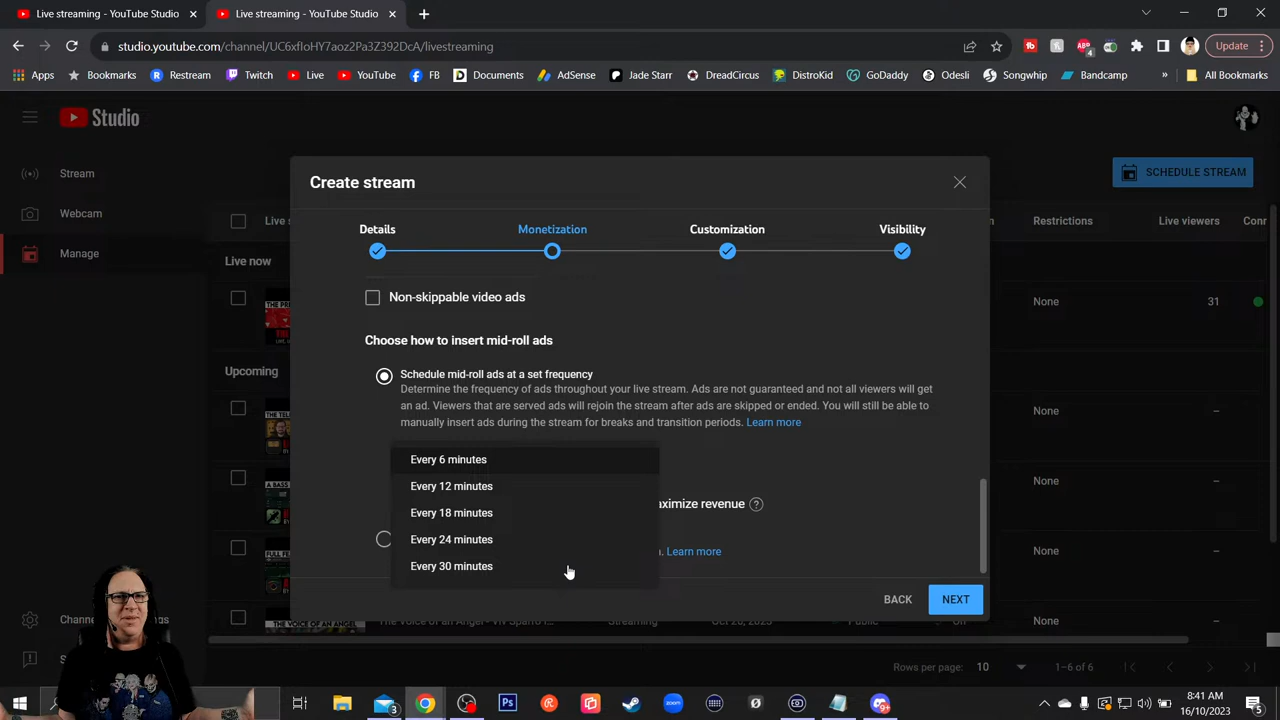 Live streaming - YouTube Studio
Live streaming - YouTube Studio
studio.youtube.com/channel/UC6xfIoHY7aoz2Pa3Z392DcA/livestreaming
4
Update
Apps
Bookmarks
Restream
Twitch
Live
YouTube
FB
Documents
AdSense
Jade Starr
DreadCircus
DistroKid
GoDaddy
Odesli
Songwhip
Bandcamp
»
All Bookmarks
Studio
SCHEDULE STREAM
Stream
Webcam
Manage
Live s
Restrictions
Live viewers
Live now
None
31
Upcoming
None
–
None
–
None
–
None
–
Create stream
Details
Monetization
Customization
Visibility
Non-skippable video ads
Choose how to insert mid-roll ads
Schedule mid-roll ads at a set frequency
Determine the frequency of ads throughout your live stream. Ads are not guaranteed and not all viewers will get
an ad. Viewers that are served ads will rejoin the stream after ads are skipped or ended. You will still be able to
manually insert ads during the stream for breaks and transition periods. Learn more
Every 6 minutes
Every 12 minutes
Every 18 minutes
Every 24 minutes
Every 30 minutes
aximize revenue
Learn more
BACK
NEXT
Streaming
Public
On
Rows per page:
10
1–6 of 6
3
9+
8:41 AM
16/10/2023
5